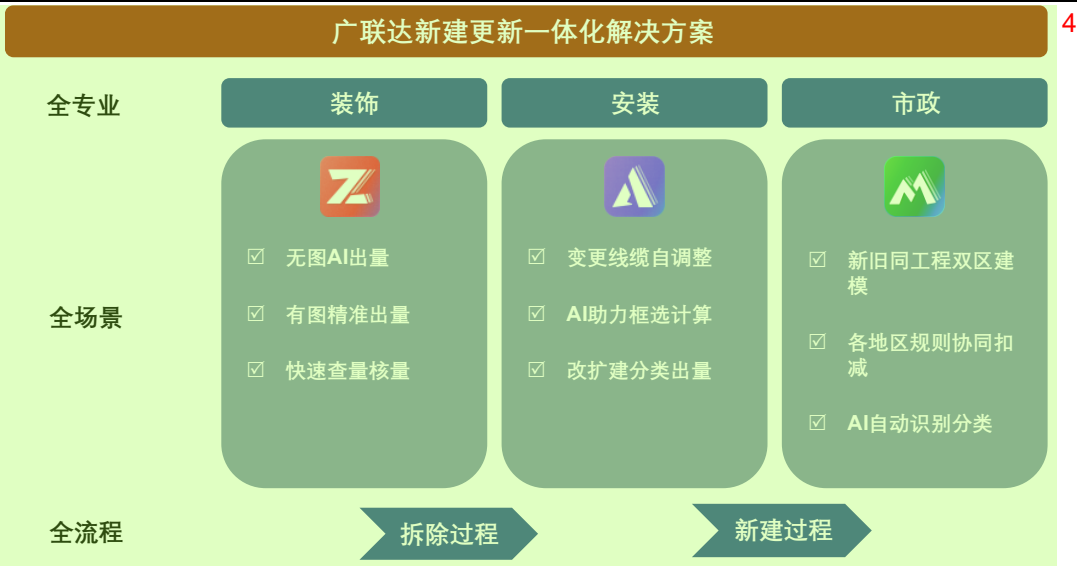 广联达新建更新一体化解决方案
4
全专业
装饰
安装
市政
全场景
无图AI出量
有图精准出量
快速查量核量
变更线缆自调整
AI助力框选计算
改扩建分类出量
新旧同工程双区建
模
各地区规则协同扣
减
AI自动识别分类
全流程
拆除过程
新建过程